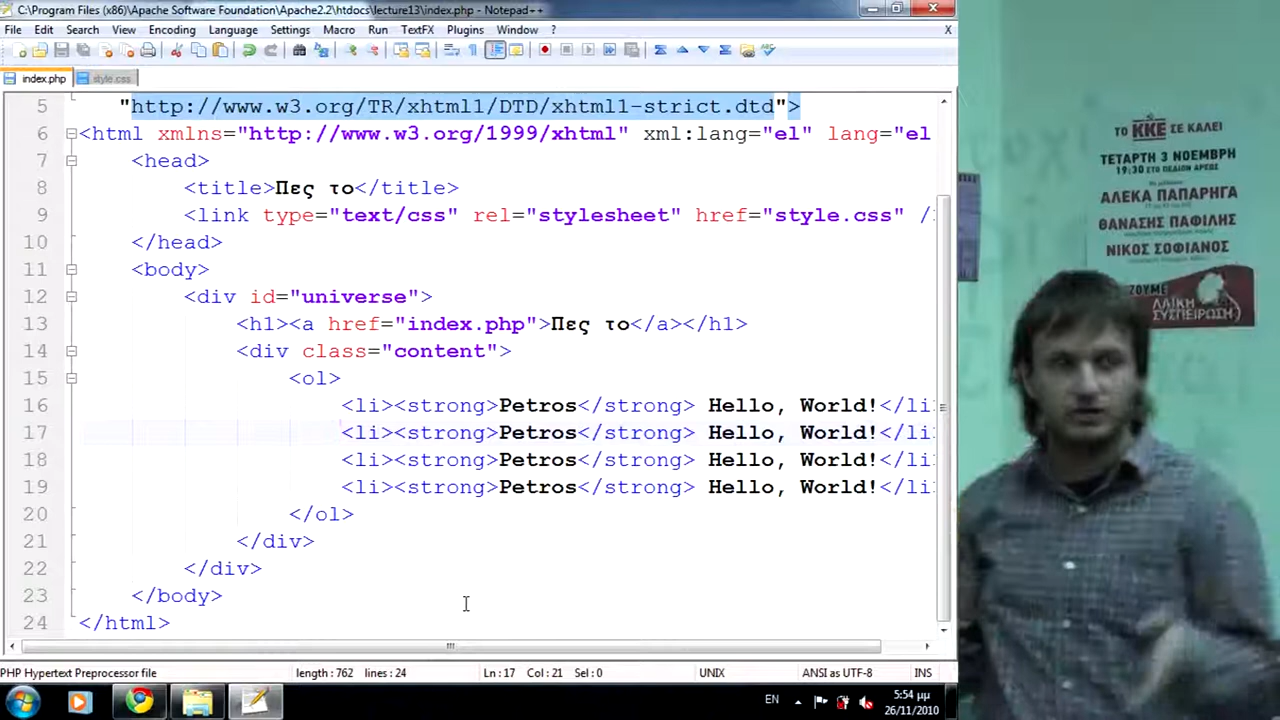 C:\Program Files (x86)\Apache Software Foundation\Apache2.2\htdocs\lecture13\index.php - Notepad++
File Edit Search View Encoding Language Settings Macro Run TextFX Plugins Window ? X
index.php style.css
5 "http://www.w3.org/TR/xhtml1/DTD/xhtml1-strict.dtd">
6 <html xmlns="http://www.w3.org/1999/xhtml" xml:lang="el" lang="el
7 <head>
8 <title>Πες το</title>
9 <link type="text/css" rel="stylesheet" href="style.css" /
10 </head>
11 <body>
12 <div id="universe">
13 <h1><a href="index.php">Πες το</a></h1>
14 <div class="content">
15 <ol>
16 <li><strong>Petros</strong> Hello, World!</li
17 <li><strong>Petros</strong> Hello, World!</li
18 <li><strong>Petros</strong> Hello, World!</li
19 <li><strong>Petros</strong> Hello, World!</li
20 </ol>
21 </div>
22 </div>
23 </body>
24 </html>
PHP Hypertext Preprocessor file length : 762 lines : 24 Ln : 17 Col : 21 Sel : 0 UNIX ANSI as UTF-8 INS
EN 5:54 μμ
26/11/2010
ΤΟ ΚΚΕ ΣΕ ΚΑΛΕΙ
ΤΕΤΑΡΤΗ 3 ΝΟΕΜΒΡΗ
19:30 ΣΤΟ ΠΕΔΙΟΝ ΑΡΕΩΣ
ΑΛΕΚΑ ΠΑΠΑΡΗΓΑ
ΘΑΝΑΣΗΣ ΠΑΦΙΛΗΣ
ΝΙΚΟΣ ΣΟΦΙΑΝΟΣ
ΖΟΥΜΕ
ΛΑΪΚΗ
ΣΥΣΠΕΙΡΩΣΗ